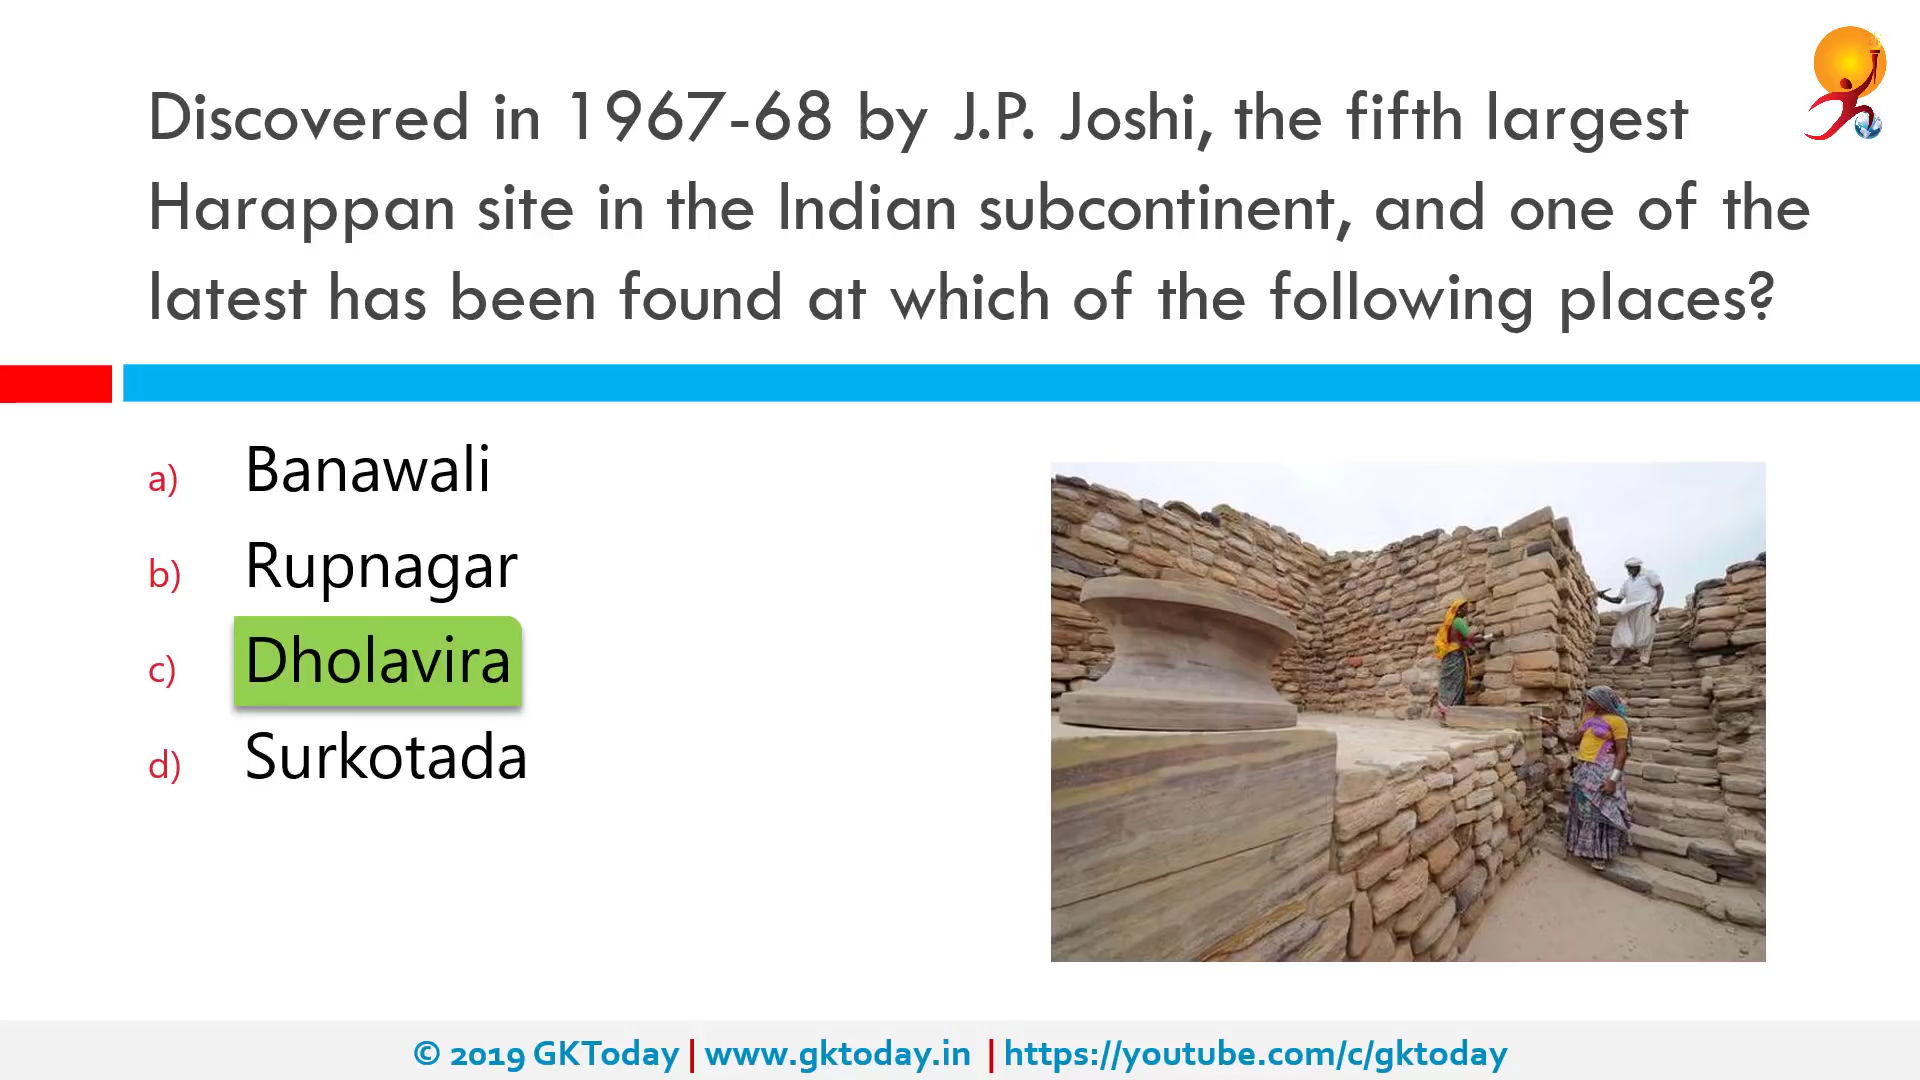 Discovered in 1967-68 by J.P. Joshi, the fifth largest
Harappan site in the Indian subcontinent, and one of the
latest has been found at which of the following places?
a) Banawali
b) Rupnagar
c) Dholavira
d) Surkotada
© 2019 GKToday | www.gktoday.in | https://youtube.com/c/gktoday